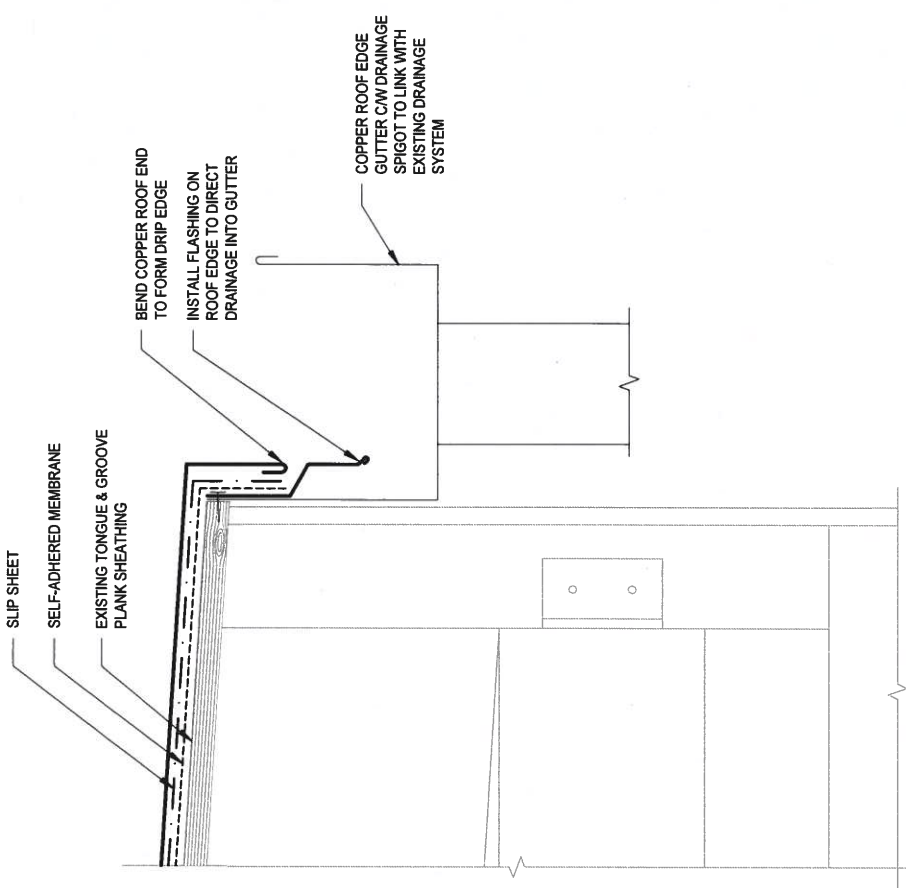 SLIP SHEET
SELF-ADHERED MEMBRANE
EXISTING TONGUE & GROOVE
PLANK SHEATHING
BEND COPPER ROOF END
TO FORM DRIP EDGE
INSTALL FLASHING ON
ROOF EDGE TO DIRECT
DRAINAGE INTO GUTTER
COPPER ROOF EDGE
GUTTER C/W DRAINAGE
SPIGOT TO LINK WITH
EXISTING DRAINAGE
SYSTEM